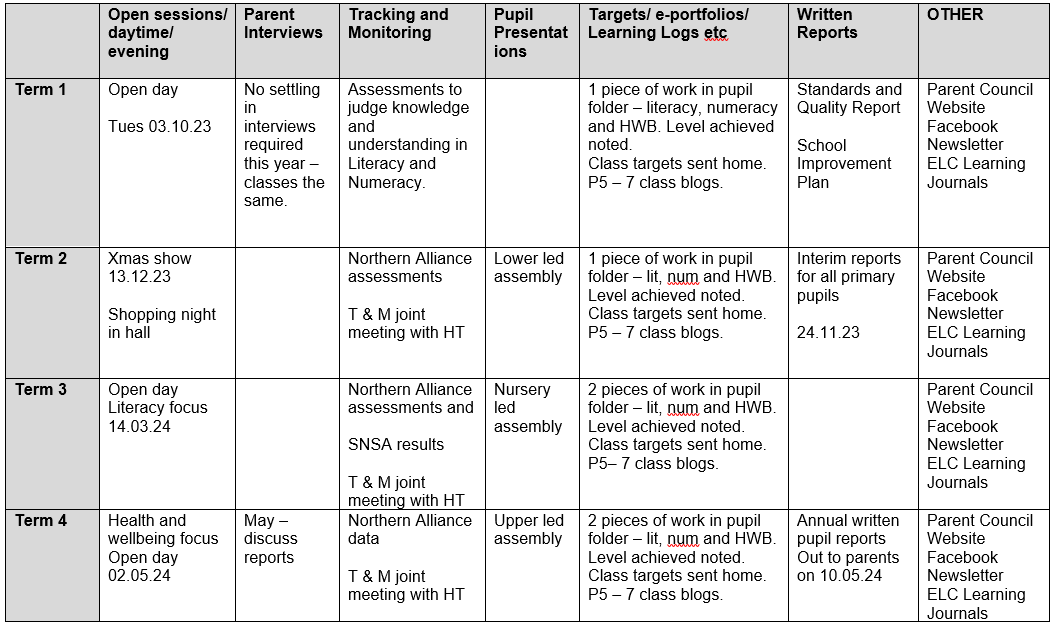 Open sessions/
daytime/
evening
Parent
Interviews
Tracking and
Monitoring
Pupil
Presentat
ions
Targets/ e-portfolios/
Learning Logs etc
Written
Reports
OTHER
Term 1
Open day
Tues 03.10.23
No settling
in
interviews
required
this year –
classes the
same.
Assessments to
judge knowledge
and
understanding in
Literacy and
Numeracy.
1 piece of work in pupil
folder – literacy, numeracy
and HWB. Level achieved
noted.
Class targets sent home.
P5 – 7 class blogs.
Standards and
Quality Report
School
Improvement
Plan
Parent Council
Website
Facebook
Newsletter
ELC Learning
Journals
Term 2
Xmas show
13.12.23
Shopping night
in hall
Northern Alliance
assessments
T & M joint
meeting with HT
Lower led
assembly
1 piece of work in pupil
folder – lit, num and HWB.
Level achieved noted.
Class targets sent home.
P5 – 7 class blogs.
Interim reports
for all primary
pupils
24.11.23
Parent Council
Website
Facebook
Newsletter
ELC Learning
Journals
Term 3
Open day
Literacy focus
14.03.24
Northern Alliance
assessments and
SNSA results
T & M joint
meeting with HT
Nursery
led
assembly
2 pieces of work in pupil
folder – lit, num and HWB.
Level achieved noted.
Class targets sent home.
P5– 7 class blogs.
Parent Council
Website
Facebook
Newsletter
ELC Learning
Journals
Term 4
Health and
wellbeing focus
Open day
02.05.24
May –
discuss
reports
Northern Alliance
data
T & M joint
meeting with HT
Upper led
assembly
2 pieces of work in pupil
folder – lit, num and HWB.
Level achieved noted.
Class targets sent home.
P5 – 7 class blogs.
Annual written
pupil reports
Out to parents
on 10.05.24
Parent Council
Website
Facebook
Newsletter
ELC Learning
Journals